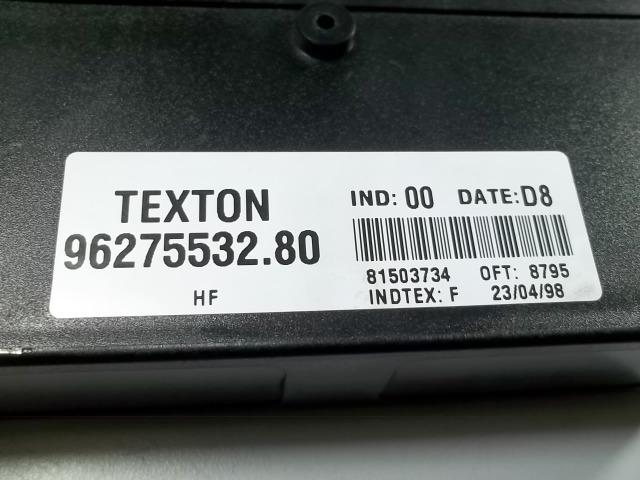 TEXTON
96275532.80
HF
IND: 00 DATE: D8
81503734 OFT: 8795
INDTEX: F 23/04/98